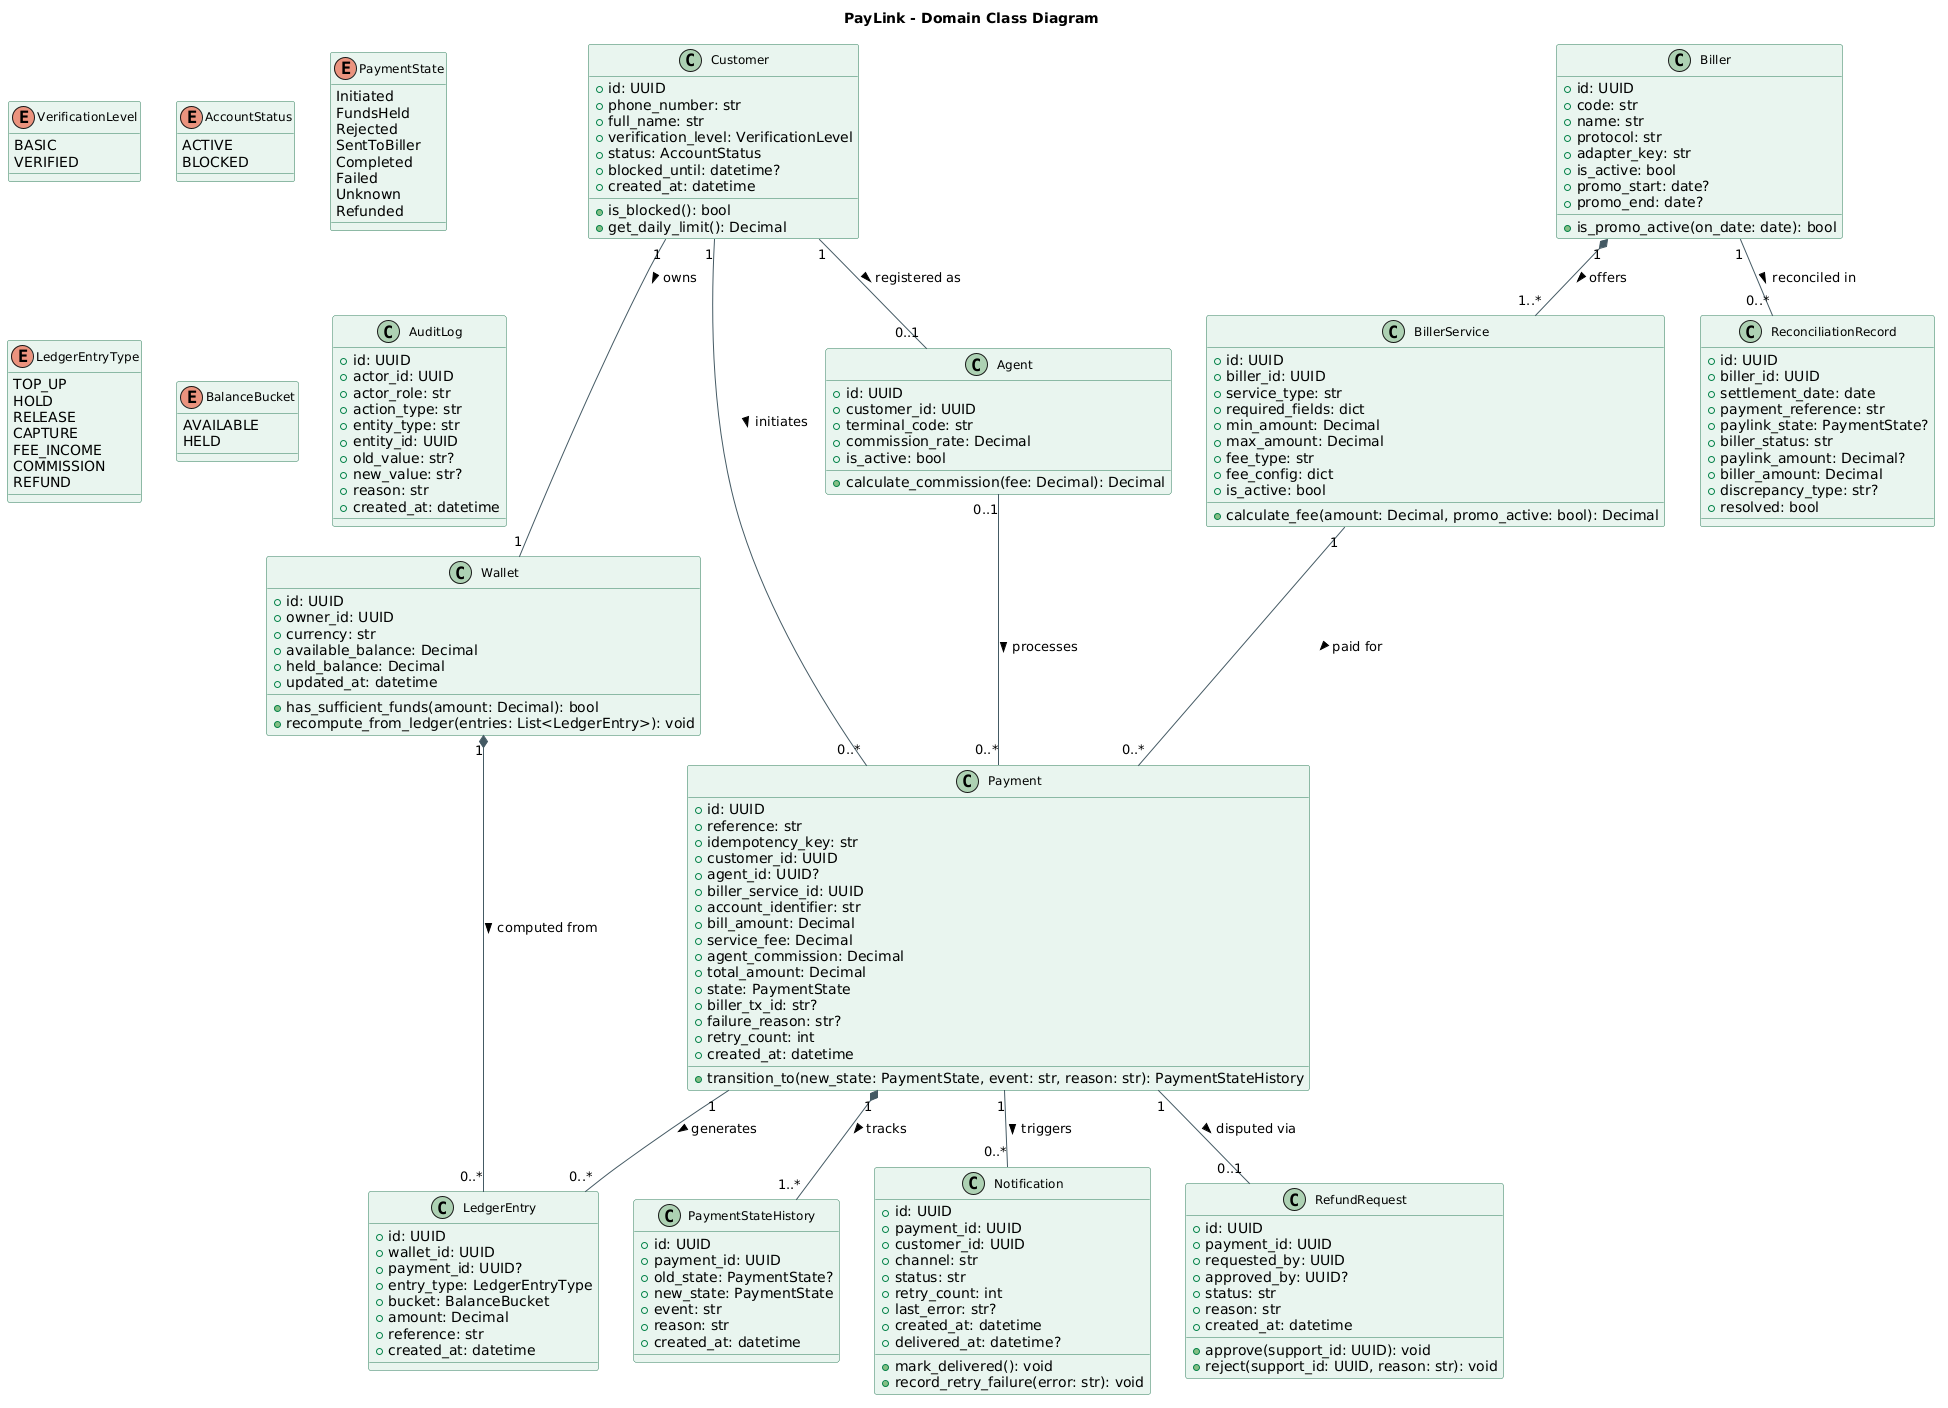 PayLink - Domain Class Diagram
E VerificationLevel
BASIC
VERIFIED
E AccountStatus
ACTIVE
BLOCKED
E PaymentState
Initiated
FundsHeld
Rejected
SentToBiller
Completed
Failed
Unknown
Refunded
C Customer
id: UUID
phone_number: str
full_name: str
verification_level: VerificationLevel
status: AccountStatus
blocked_until: datetime?
created_at: datetime
is_blocked(): bool
get_daily_limit(): Decimal
C Biller
id: UUID
code: str
name: str
protocol: str
adapter_key: str
is_active: bool
promo_start: date?
promo_end: date?
is_promo_active(on_date: date): bool
1
owns
1
1
initiates
0..*
1
registered as
0..1
1
offers
1..*
1
reconciled in
0..*
E LedgerEntryType
TOP_UP
HOLD
RELEASE
CAPTURE
FEE_INCOME
COMMISSION
REFUND
E BalanceBucket
AVAILABLE
HELD
C AuditLog
id: UUID
actor_id: UUID
actor_role: str
action_type: str
entity_type: str
entity_id: UUID
old_value: str?
new_value: str?
reason: str
created_at: datetime
C Agent
id: UUID
customer_id: UUID
terminal_code: str
commission_rate: Decimal
is_active: bool
calculate_commission(fee: Decimal): Decimal
C BillerService
id: UUID
biller_id: UUID
service_type: str
required_fields: dict
min_amount: Decimal
max_amount: Decimal
fee_type: str
fee_config: dict
is_active: bool
calculate_fee(amount: Decimal, promo_active: bool): Decimal
C ReconciliationRecord
id: UUID
biller_id: UUID
settlement_date: date
payment_reference: str
paylink_state: PaymentState?
biller_status: str
paylink_amount: Decimal?
biller_amount: Decimal
discrepancy_type: str?
resolved: bool
0..1
processes
0..*
1
paid for
0..*
C Wallet
id: UUID
owner_id: UUID
currency: str
available_balance: Decimal
held_balance: Decimal
updated_at: datetime
has_sufficient_funds(amount: Decimal): bool
recompute_from_ledger(entries: List<LedgerEntry>): void
1
computed from
0..*
C Payment
id: UUID
reference: str
idempotency_key: str
customer_id: UUID
agent_id: UUID?
biller_service_id: UUID
account_identifier: str
bill_amount: Decimal
service_fee: Decimal
agent_commission: Decimal
total_amount: Decimal
state: PaymentState
biller_tx_id: str?
failure_reason: str?
retry_count: int
created_at: datetime
transition_to(new_state: PaymentState, event: str, reason: str): PaymentStateHistory
1
generates
0..*
1
tracks
1..*
1
triggers
0..*
1
disputed via
0..1
C LedgerEntry
id: UUID
wallet_id: UUID
payment_id: UUID?
entry_type: LedgerEntryType
bucket: BalanceBucket
amount: Decimal
reference: str
created_at: datetime
C PaymentStateHistory
id: UUID
payment_id: UUID
old_state: PaymentState?
new_state: PaymentState
event: str
reason: str
created_at: datetime
C Notification
id: UUID
payment_id: UUID
customer_id: UUID
channel: str
status: str
retry_count: int
last_error: str?
created_at: datetime
delivered_at: datetime?
mark_delivered(): void
record_retry_failure(error: str): void
C RefundRequest
id: UUID
payment_id: UUID
requested_by: UUID
approved_by: UUID?
status: str
reason: str
created_at: datetime
approve(support_id: UUID): void
reject(support_id: UUID, reason: str): void